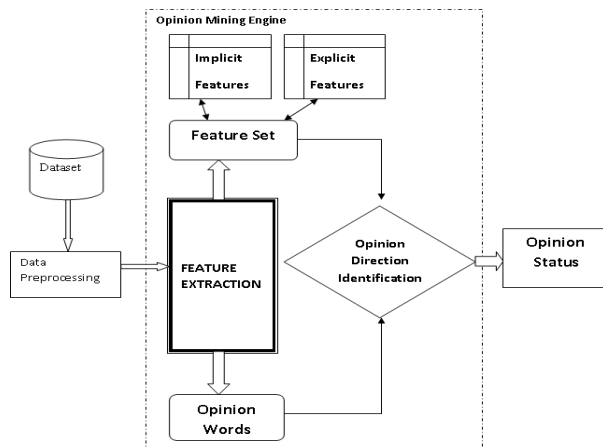 Opinion Mining Engine
Implicit
Features
Explicit
Features
Feature Set
Dataset
Data
Preprocessing
FEATURE
EXTRACTION
Opinion
Direction
Identification
Opinion
Status
Opinion
Words